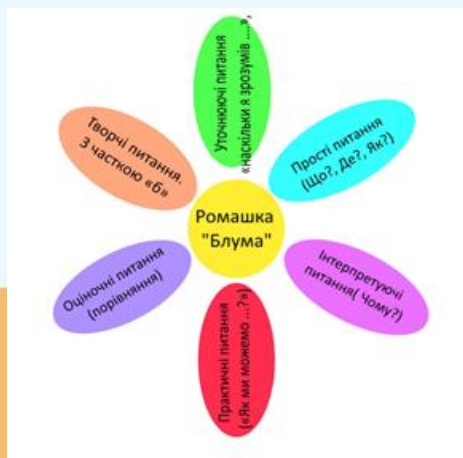 Ромашка
"Блума"
Уточнюючі питання
«наскільки я зрозумів ....»,
Прості питання
(Що?, Де?, Як?)
Інтерпретуючі
питання( Чому?)
Практичні питання
(«Як ми можемо ...?»)
Оціночні питання
(порівняння)
Творчі питання.
З часткою «б»